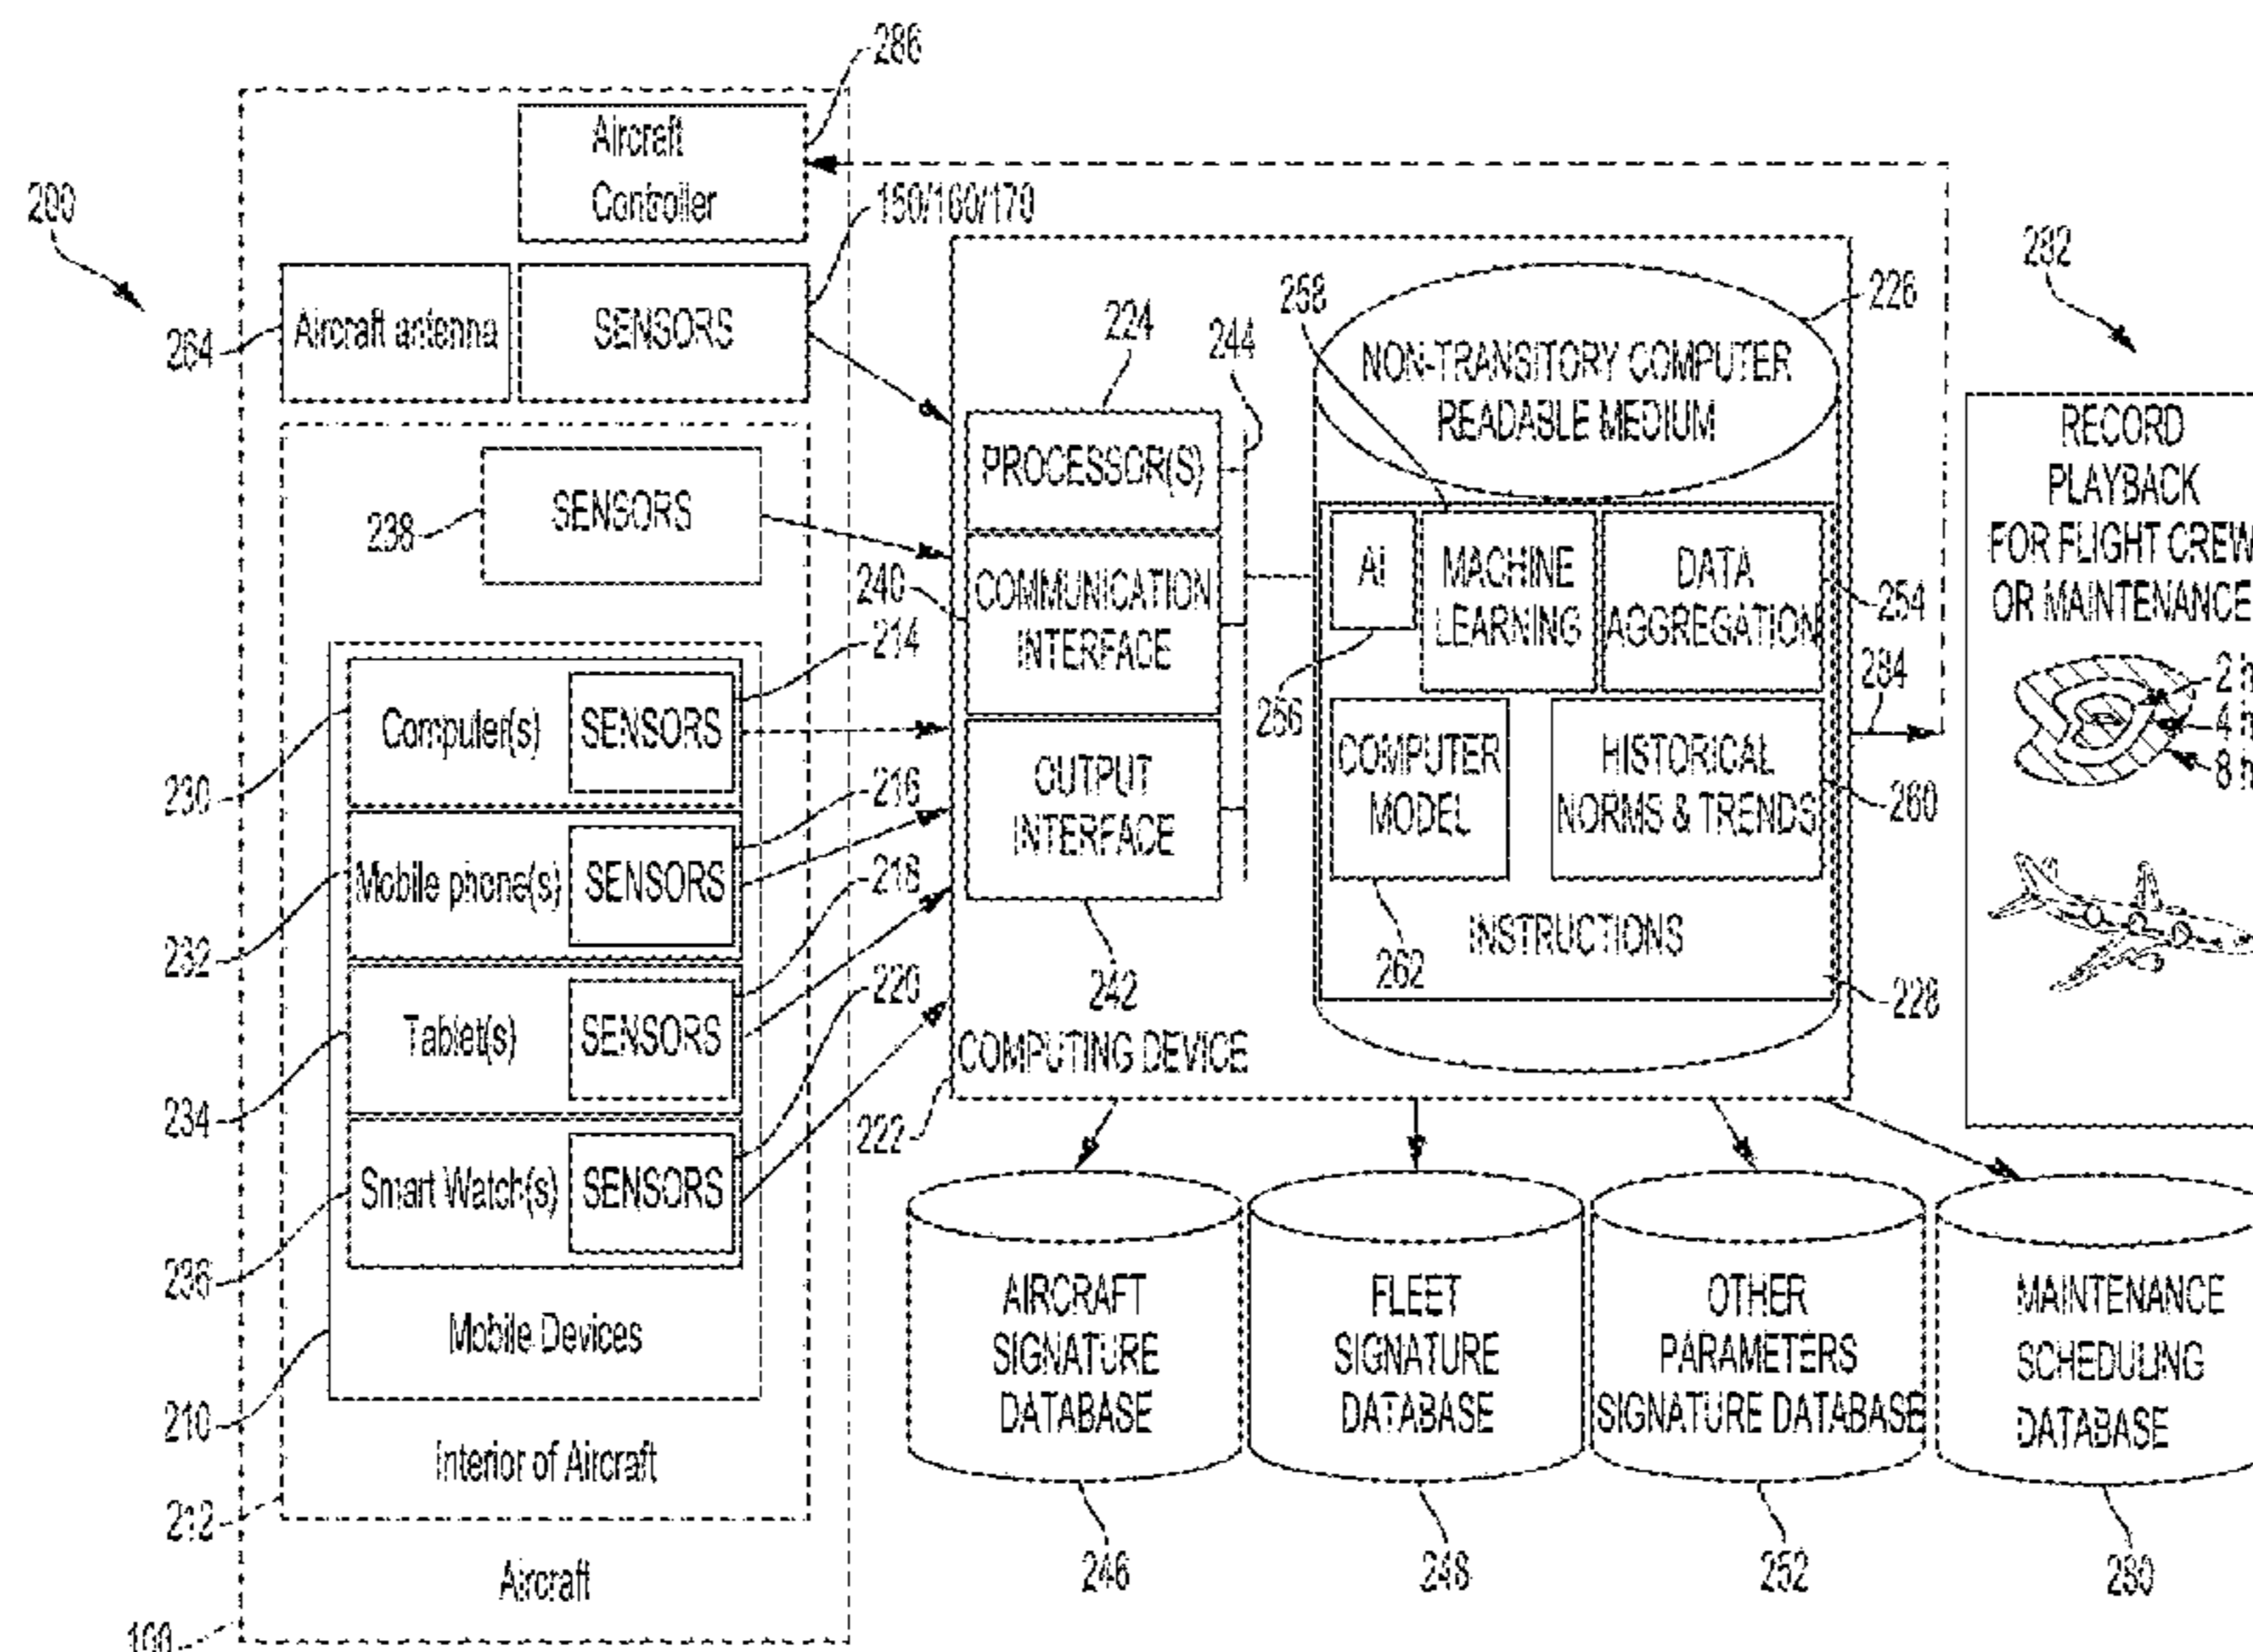 286
Aircraft
Controller
200
150/160/170
282
Aircraft antenna
SENSORS
264
258
226
224
244
NON-TRANSITORY COMPUTER
READABLE MEDIUM
RECORD
PLAYBACK
FOR FLIGHT CREW
OR MAINTENANCE
PROCESSOR(S)
SENSORS
238
240
COMMUNICATION
INTERFACE
AI
MACHINE
LEARNING
DATA
AGGREGATION
254
214
284
256
Computer(s)
SENSORS
230
216
OUTPUT
INTERFACE
COMPUTER
MODEL
HISTORICAL
NORMS & TRENDS
260
2 h
4 h
8 h
Mobile phone(s)
SENSORS
232
218
INSTRUCTIONS
262
228
242
220
Tablet(s)
SENSORS
234
COMPUTING DEVICE
222
Smart Watch(s)
SENSORS
236
Mobile Devices
210
Interior of Aircraft
212
Aircraft
100
AIRCRAFT
SIGNATURE
DATABASE
FLEET
SIGNATURE
DATABASE
OTHER
PARAMETERS
SIGNATURE DATABASE
MAINTENANCE
SCHEDULING
DATABASE
246
248
252
280